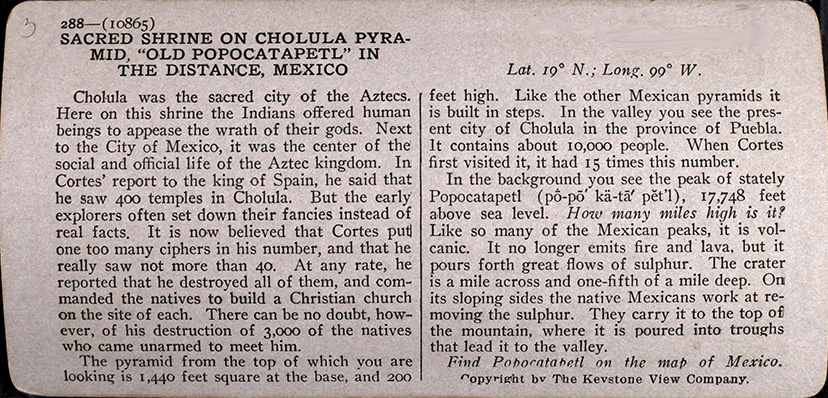 3
288—(10865)
SACRED SHRINE ON CHOLULA PYRA-
MID, “OLD POPOCATAPETL” IN
THE DISTANCE, MEXICO
Cholula was the sacred city of the Aztecs.
Here on this shrine the Indians offered human
beings to appease the wrath of their gods. Next
to the City of Mexico, it was the center of the
social and official life of the Aztec kingdom. In
Cortes’ report to the king of Spain, he said that
he saw 400 temples in Cholula. But the early
explorers often set down their fancies instead of
real facts. It is now believed that Cortes put
one too many ciphers in his number, and that he
really saw not more than 40. At any rate, he
reported that he destroyed all of them, and com-
manded the natives to build a Christian church
on the site of each. There can be no doubt, how-
ever, of his destruction of 3,000 of the natives
who came unarmed to meet him.
The pyramid from the top of which you are
looking is 1,440 feet square at the base, and 200
Lat. 19° N.; Long. 99° W.
feet high. Like the other Mexican pyramids it
is built in steps. In the valley you see the pres-
ent city of Cholula in the province of Puebla.
It contains about 10,000 people. When Cortes
first visited it, it had 15 times this number.
In the background you see the peak of stately
Popocatapetl (pô-pō′ kä-tä′ pĕt’l), 17,748 feet
above sea level. How many miles high is it?
Like so many of the Mexican peaks, it is vol-
canic. It no longer emits fire and lava, but it
pours forth great flows of sulphur. The crater
is a mile across and one-fifth of a mile deep. On
its sloping sides the native Mexicans work at re-
moving the sulphur. They carry it to the top of
the mountain, where it is poured into troughs
that lead it to the valley.
Find Popocatapetl on the map of Mexico.
Copyright by The Keystone View Company.